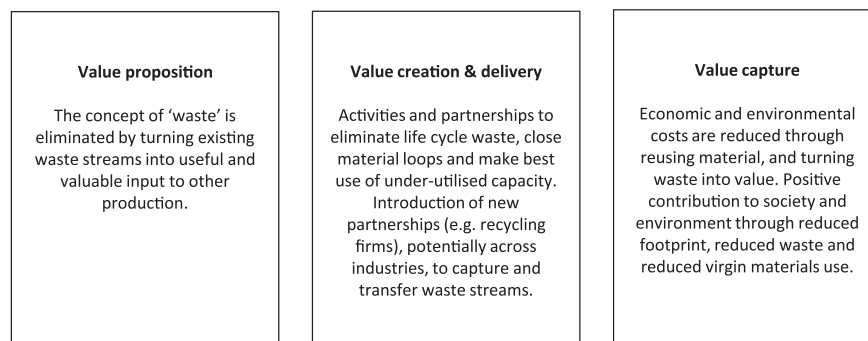 Value proposition
The concept of ‘waste’ is
eliminated by turning existing
waste streams into useful and
valuable input to other
production.
Value creation & delivery
Activities and partnerships to
eliminate life cycle waste, close
material loops and make best
use of under-utilised capacity.
Introduction of new
partnerships (e.g. recycling
firms), potentially across
industries, to capture and
transfer waste streams.
Value capture
Economic and environmental
costs are reduced through
reusing material, and turning
waste into value. Positive
contribution to society and
environment through reduced
footprint, reduced waste and
reduced virgin materials use.